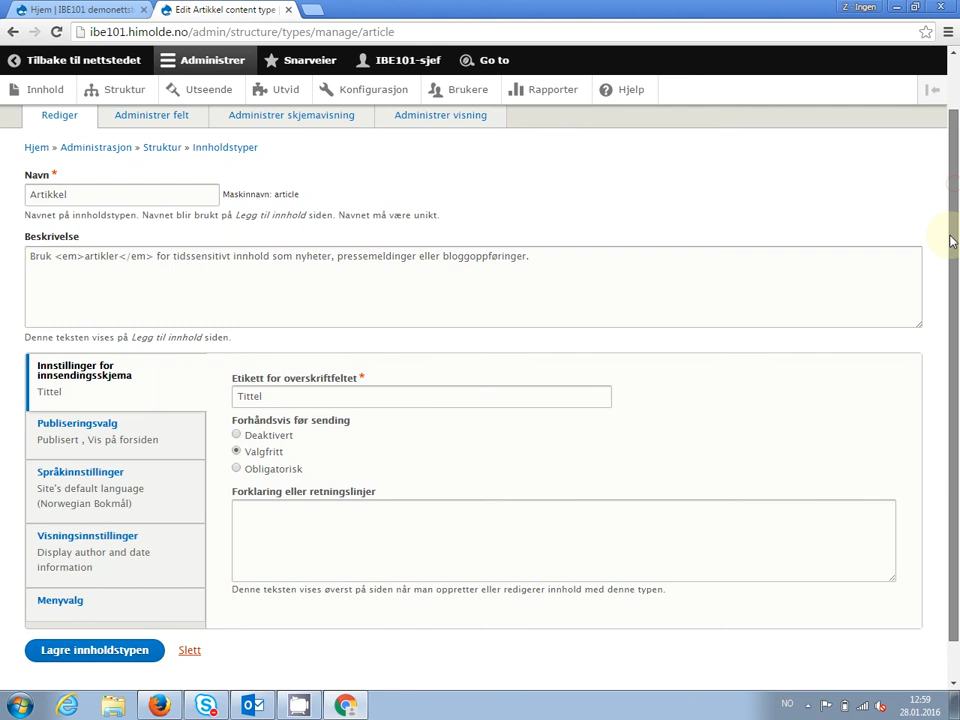 Hjem | IBE101 demonettst
Edit Artikkel content type
Z - Ingen
ibe101.himolde.no/admin/structure/types/manage/article
Tilbake til nettstedet Administrer Snarveier IBE101-sjef Go to
Innhold Struktur Utseende Utvid Konfigurasjon Brukere Rapporter Hjelp
Rediger Administrer felt Administrer skjemavisning Administrer visning
Hjem » Administrasjon » Struktur » Innholdstyper
Navn *
Artikkel Maskinnavn: article
Navnet på innholdstypen. Navnet blir brukt på Legg til innhold siden. Navnet må være unikt.
Beskrivelse
Bruk <em>artikler</em> for tidssensitivt innhold som nyheter, pressemeldinger eller bloggoppføringer.
Denne teksten vises på Legg til innhold siden.
Innstillinger for
innsendingsskjema
Tittel
Publiseringsvalg
Publisert , Vis på forsiden
Språkinnstillinger
Site's default language
(Norwegian Bokmål)
Visningsinnstillinger
Display author and date
information
Menyvalg
Etikett for overskriftfeltet *
Tittel
Forhåndsvis før sending
Deaktivert
Valgfritt
Obligatorisk
Forklaring eller retningslinjer
Denne teksten vises øverst på siden når man oppretter eller redigerer innhold med denne typen.
Lagre innholdstypen Slett
NO
12:59
28.01.2016